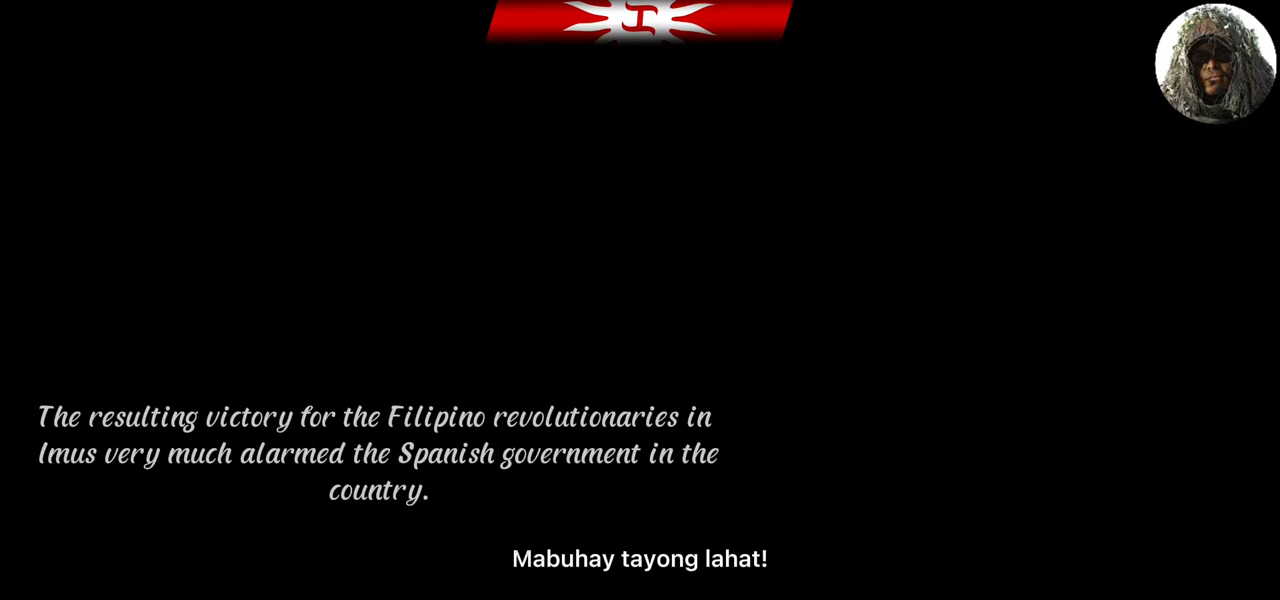 The resulting victory for the Filipino revolutionaries in
Imus very much alarmed the Spanish government in the
country.
Mabuhay tayong lahat!